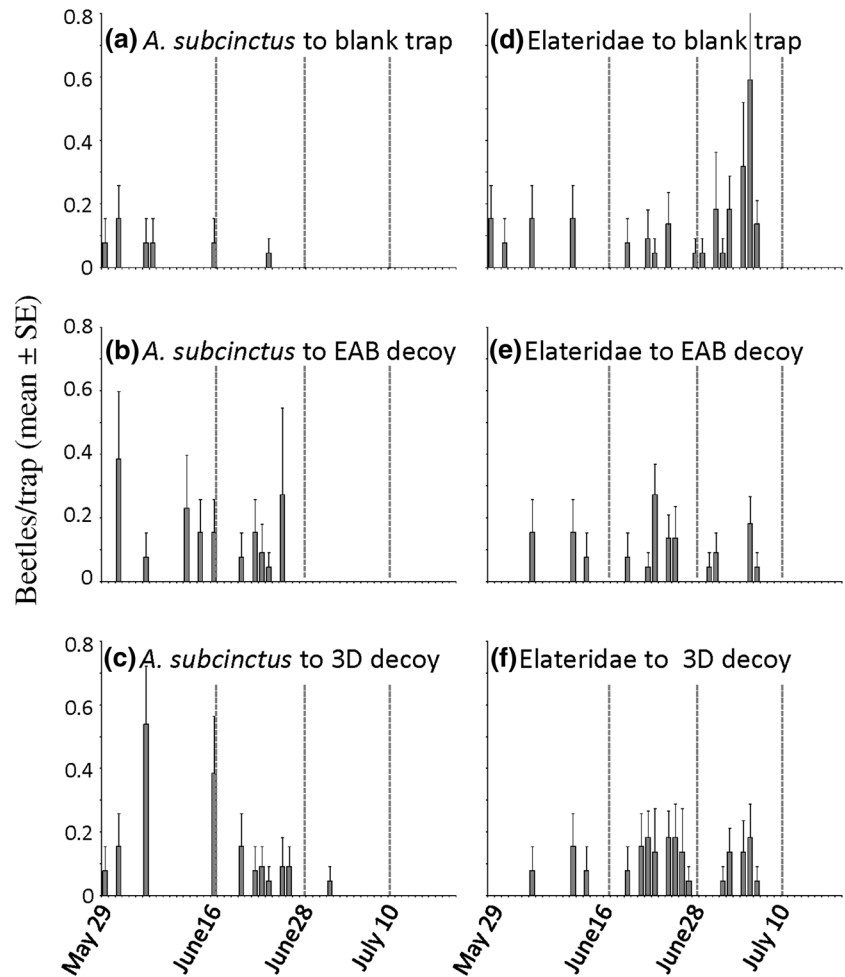 Beetles/trap (mean ± SE)
(a) A. subcinctus to blank trap
0.8
0.6
0.4
0.2
0
(d) Elateridae to blank trap
(b) A. subcinctus to EAB decoy
0.8
0.6
0.4
0.2
0
(e) Elateridae to EAB decoy
(c) A. subcinctus to 3D decoy
0.8
0.6
0.4
0.2
0
(f) Elateridae to 3D decoy
May 29
June16
June28
July 10
May 29
June16
June28
July 10